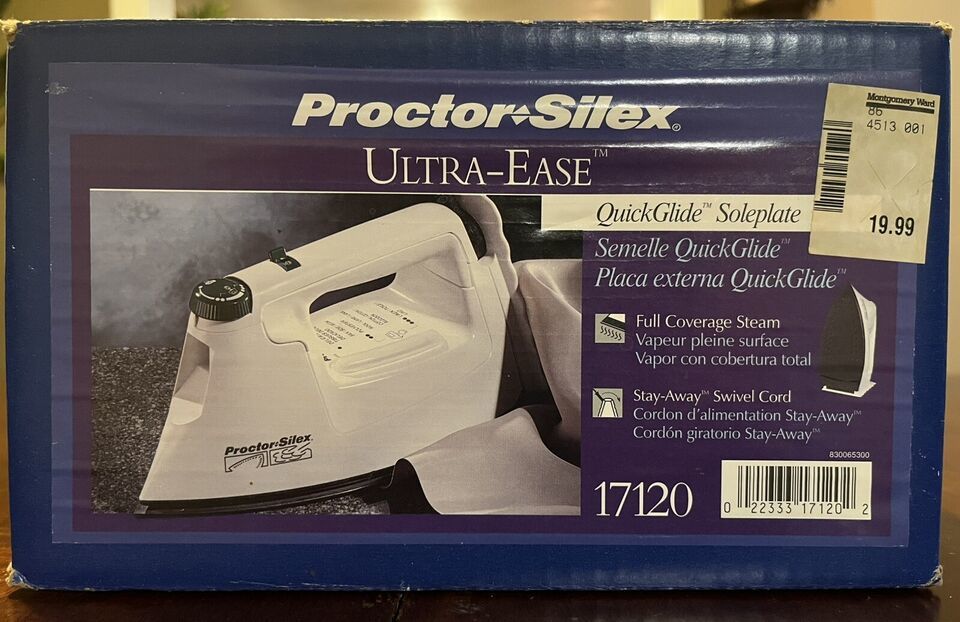 Proctor-Silex®
ULTRA-EASE™
Montgomery Ward
86
4513 001
19.99
QuickGlide™ Soleplate
Semelle QuickGlide™
Placa externa QuickGlide™
Full Coverage Steam
Vapeur pleine surface
Vapor con cobertura total
Stay-Away™ Swivel Cord
Cordon d'alimentation Stay-Away™
Cordón giratorio Stay-Away™
830065300
17120
0 22333 17120 2
Proctor-Silex®